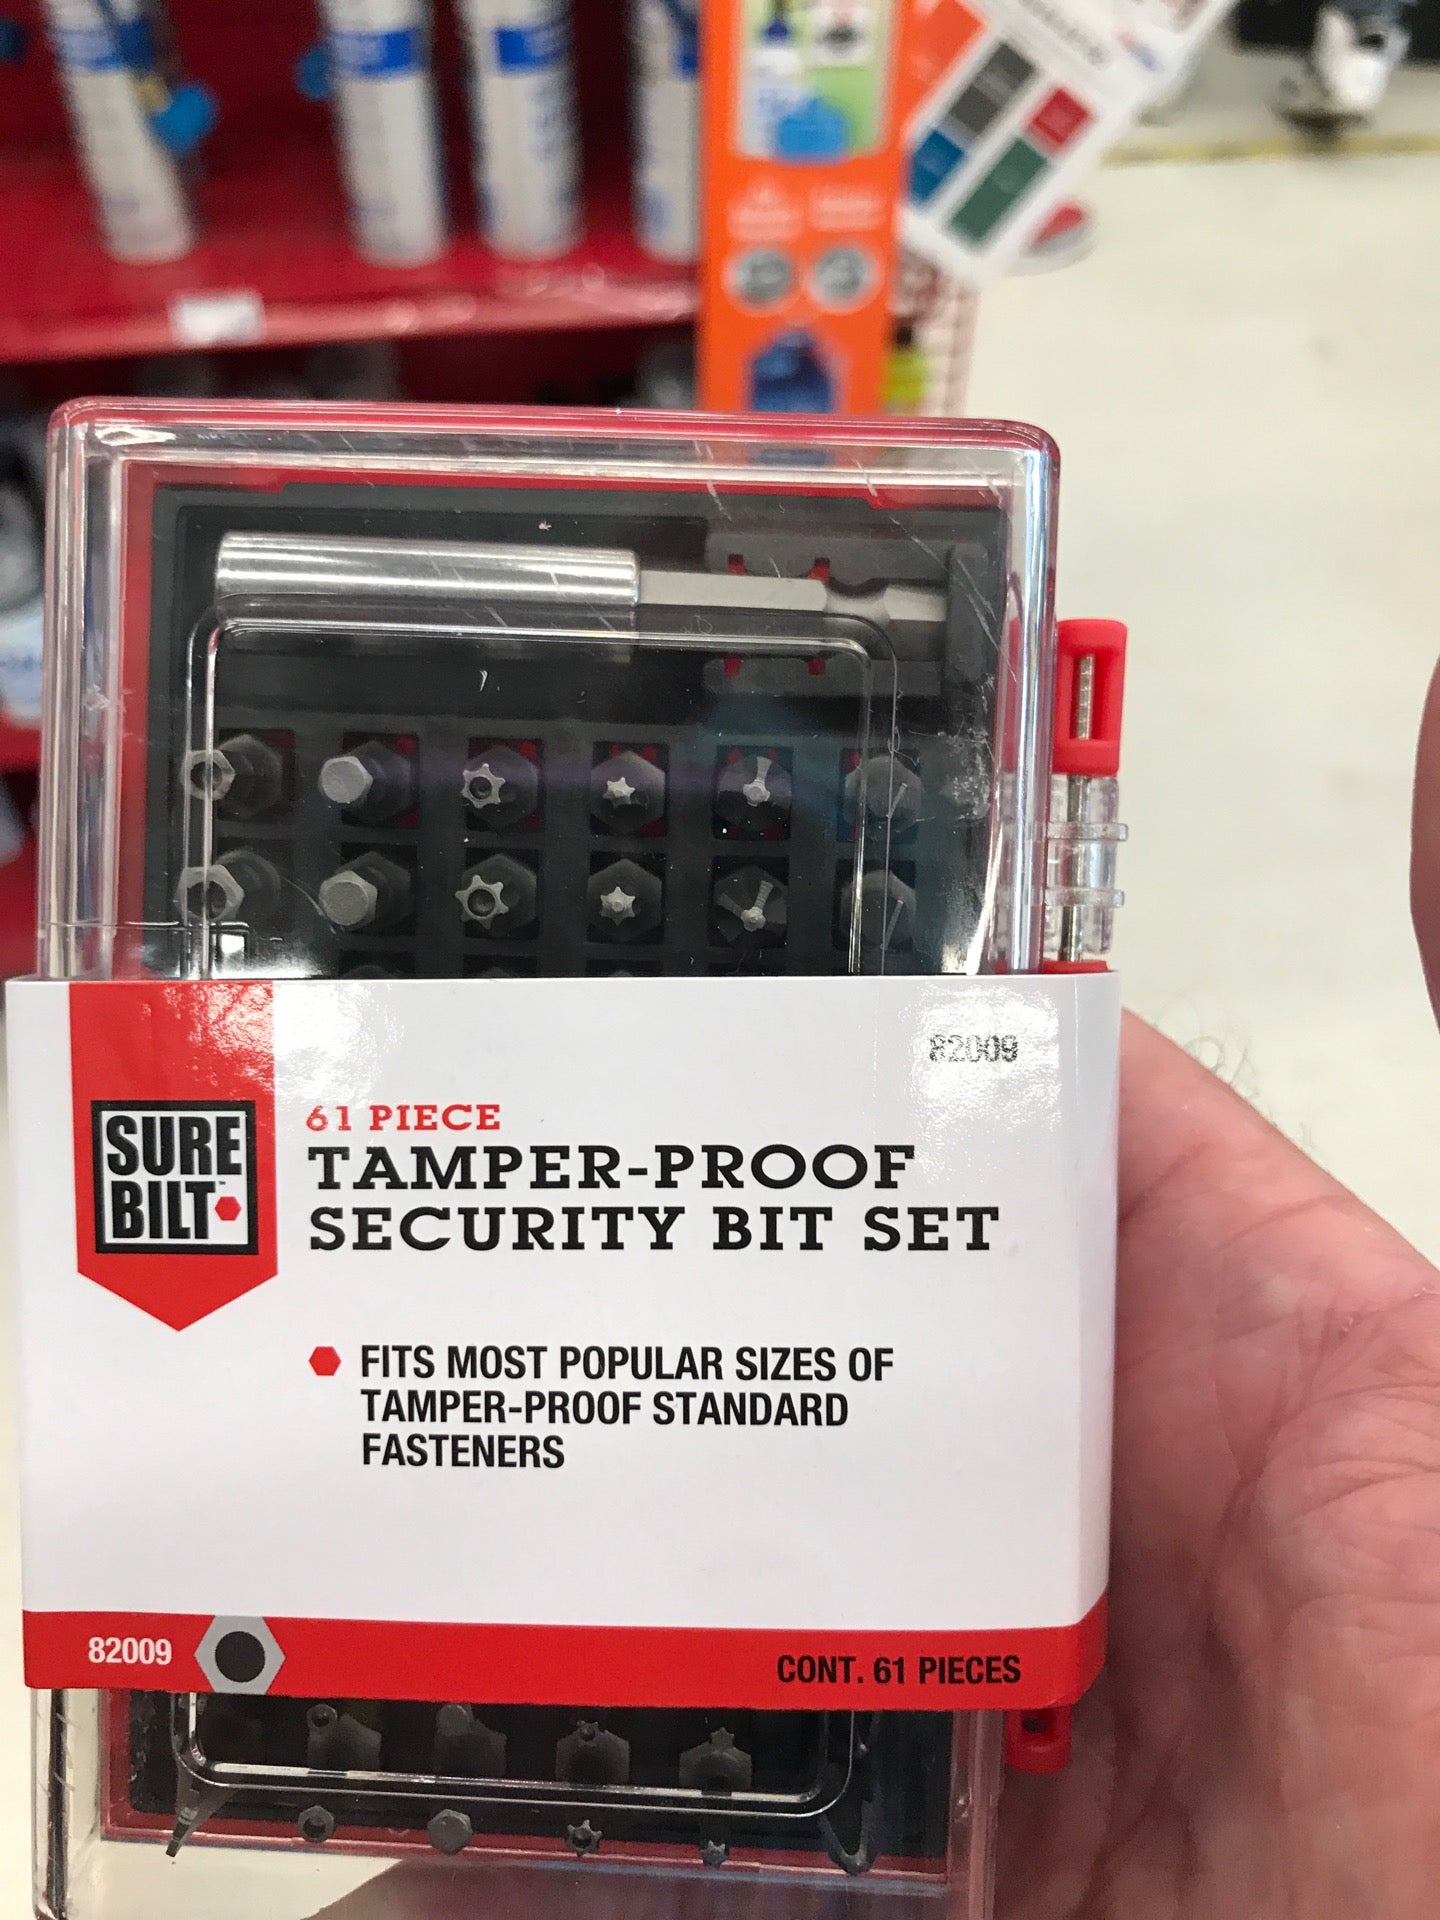 82009
SURE
BILT
61 PIECE
TAMPER-PROOF
SECURITY BIT SET
FITS MOST POPULAR SIZES OF
TAMPER-PROOF STANDARD
FASTENERS
82009
CONT. 61 PIECES